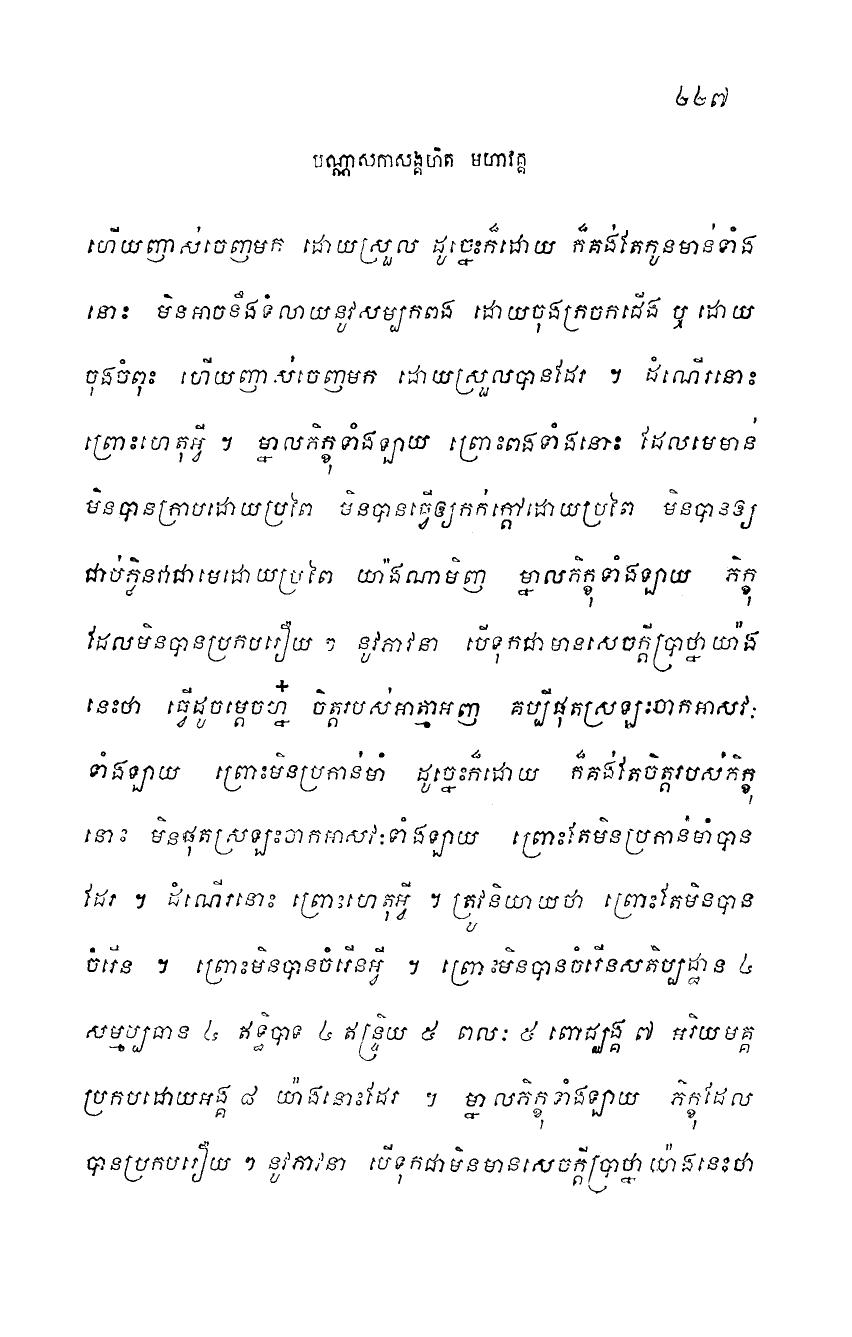 ២២៧
បណ្ណាសកាសង្គហិត មហាវគ្គ
ហើយញាស់ចេញមក ដោយស្រួល ដូច្នេះក៏ដោយ ក៏គង់តែកូនមាន់ទាំង
នោះ មិនអាចនឹងទំលាយនូវសម្បកពង ដោយចុងក្រចកជើង ឬ ដោយ
ចុងចំពុះ ហើយញាស់ចេញមក ដោយស្រួលបានដែរ ។ ដំណើរនោះ
ព្រោះហេតុអ្វី ។ ម្នាលភិក្ខុទាំងឡាយ ព្រោះពងទាំងនោះ ដែលមេមាន់
មិនបានក្រាបដោយប្រពៃ មិនបានធ្វើឲ្យកក់ក្តៅដោយប្រពៃ មិនបានឲ្យ
ជាប់ក្លិនរង៍ជាមេដោយប្រពៃ យ៉ាងណាមិញ ម្នាលភិក្ខុទាំងឡាយ ភិក្ខុ
ដែលមិនបានប្រកបរឿយ ៗ នូវភាវនា បើទុកជាមានសេចក្តីប្រាថ្នាយ៉ាង
នេះថា ធ្វើដូចម្តេចហ្ន៎ ចិត្តរបស់អាត្មាអញ គប្បីផុតស្រឡះចាកអាសវៈ
ទាំងឡាយ ព្រោះមិនប្រកាន់មាំ ដូច្នេះក៏ដោយ ក៏គង់តែចិត្តរបស់ភិក្ខុ
នោះ មិនផុតស្រឡះចាកអាសវៈទាំងឡាយ ព្រោះតែមិនប្រកាន់មាំបាន
ដែរ ។ ដំណើរនោះ ព្រោះហេតុអ្វី ។ ត្រូវនិយាយថា ព្រោះតែមិនបាន
ចំរើន ។ ព្រោះមិនបានចំរើនអ្វី ។ ព្រោះមិនបានចំរើនសតិប្បដ្ឋាន ៤
សម្មប្បធាន ៤ ឥទ្ធិបាទ ៤ ឥន្ទ្រិយ ៥ ពលៈ ៥ ពោជ្ឈង្គ ៧ អរិយមគ្គ
ប្រកបដោយអង្គ ៨ យ៉ាងនោះដែរ ។ ម្នាលភិក្ខុទាំងឡាយ ភិក្ខុដែល
បានប្រកបរឿយ ៗ នូវភាវនា បើទុកជាមិនមានសេចក្តីប្រាថ្នាយ៉ាងនេះថា